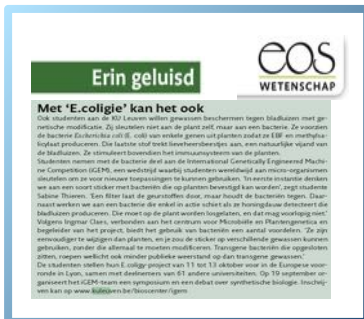 eos
WETENSCHAP
Erin geluisd
Met ‘E.coligie’ kan het ook
Ook studenten aan de KU Leuven willen gewassen beschermen tegen bladluizen met ge-
netische modificatie. Zij sleutelen niet aan de plant zelf, maar aan een bacterie. Ze voorzien
de bacterie Escherichia coli (E. coli) van enkele genen uit planten zodat ze EBF en methylsa-
licylaat produceren. Die laatste stof trekt lieveheersbeestjes aan, een natuurlijke vijand van
de bladluizen. Ze stimuleert bovendien het immuunsysteem van de planten.
Studenten nemen met de bacterie deel aan de International Genetically Engineered Machi-
ne Competition (iGEM), een wedstrijd waarbij studenten wereldwijd aan micro-organismen
sleutelen om ze voor nieuwe toepassingen te kunnen gebruiken. ‘In eerste instantie denken
we aan een soort sticker met bacteriën die op planten bevestigd kan worden’, zegt studente
Sabine Thieren. ‘Een filter laat de geurstoffen door, maar houdt de bacteriën tegen. Daar-
naast werken we aan een bacterie die enkel in actie schiet als ze honingdauw detecteert die
bladluizen produceren. Die moet op de plant worden losgelaten, en dat mag voorlopig niet.’
Volgens Ingmar Claes, verbonden aan het centrum voor Microbiële en Plantengenetica en
begeleider van het project, biedt het gebruik van bacteriën een aantal voordelen. ‘Ze zijn
eenvoudiger te wijzigen dan planten, en je zou de sticker op verschillende gewassen kunnen
gebruiken, zonder die allemaal te moeten modificeren. Transgene bacteriën die opgesloten
zitten, roepen wellicht ook minder publieke weerstand op dan transgene gewassen.’
De studenten stellen hun E.coligy-project van 11 tot 13 oktober voor in de Europese voor-
ronde in Lyon, samen met deelnemers van 61 andere universiteiten. Op 19 september or-
ganiseert het iGEM-team een symposium en een debat over synthetische biologie. Inschrij-
ven kan op www.kuleuven.be/bioscenter/igem